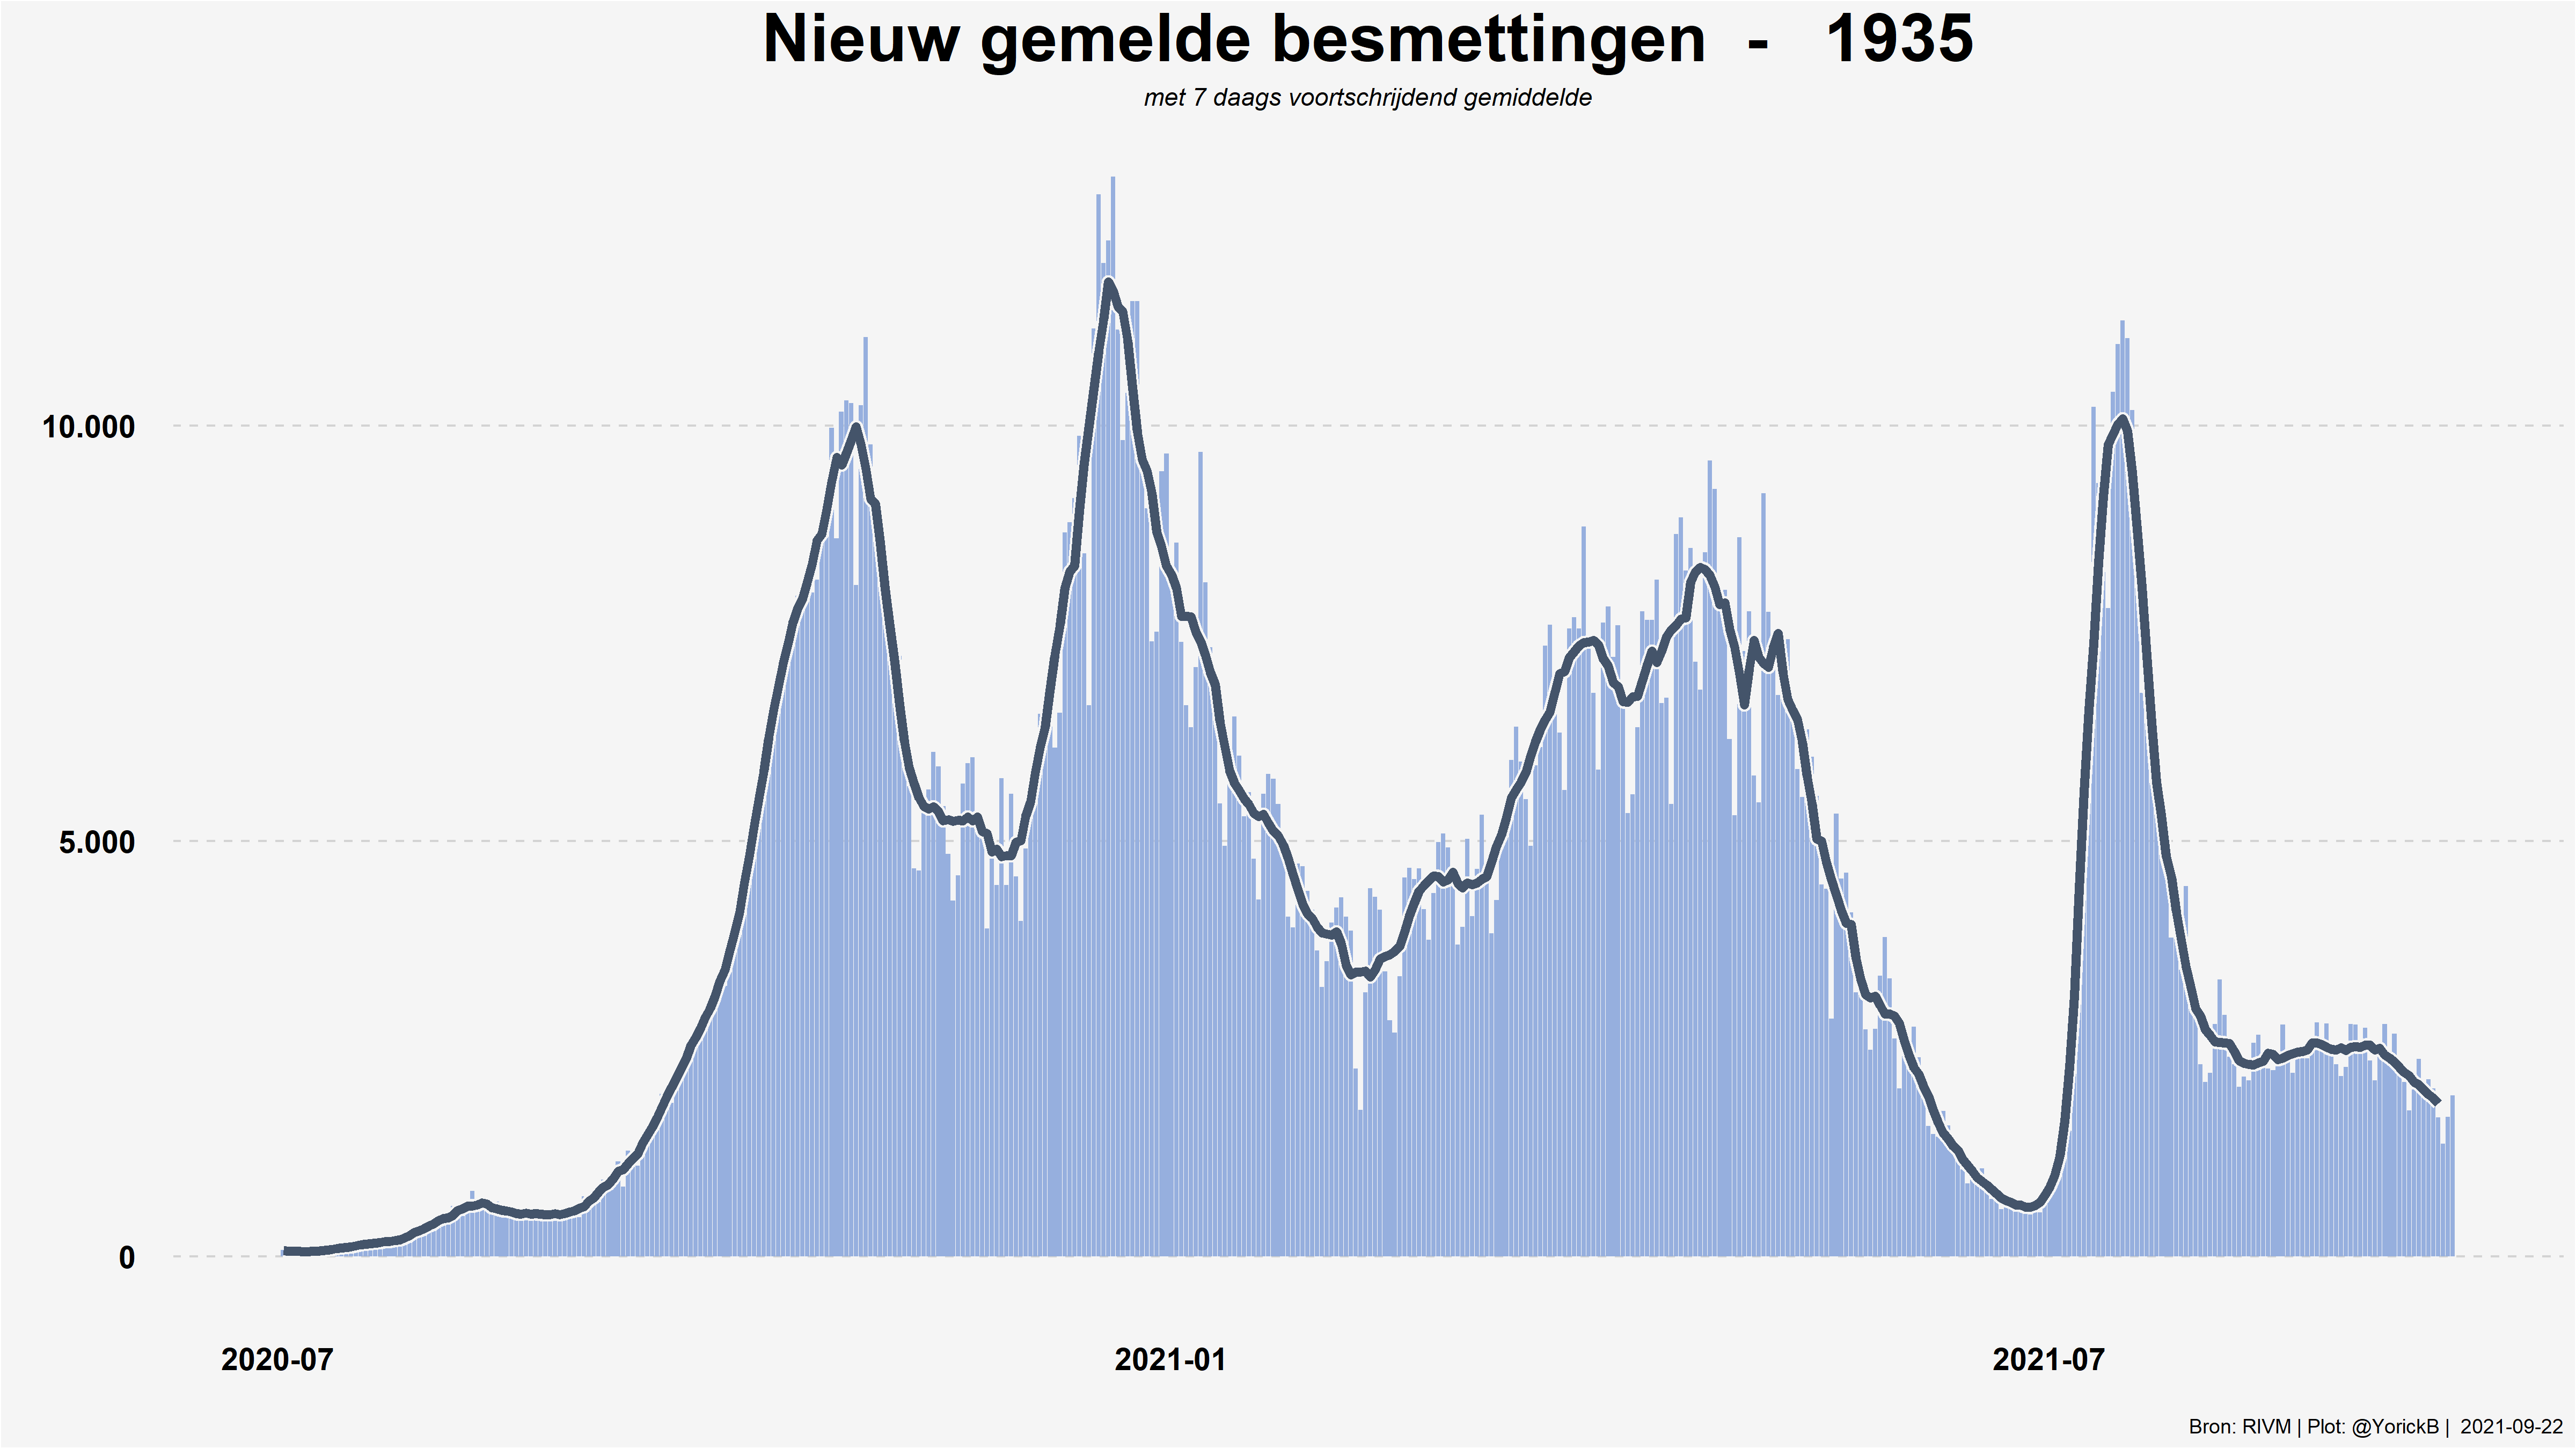 Nieuw gemelde besmettingen - 1935
met 7 daags voortschrijdend gemiddelde
10.000
5.000
0
2020-07
2021-01
2021-07
Bron: RIVM | Plot: @YorickB | 2021-09-22